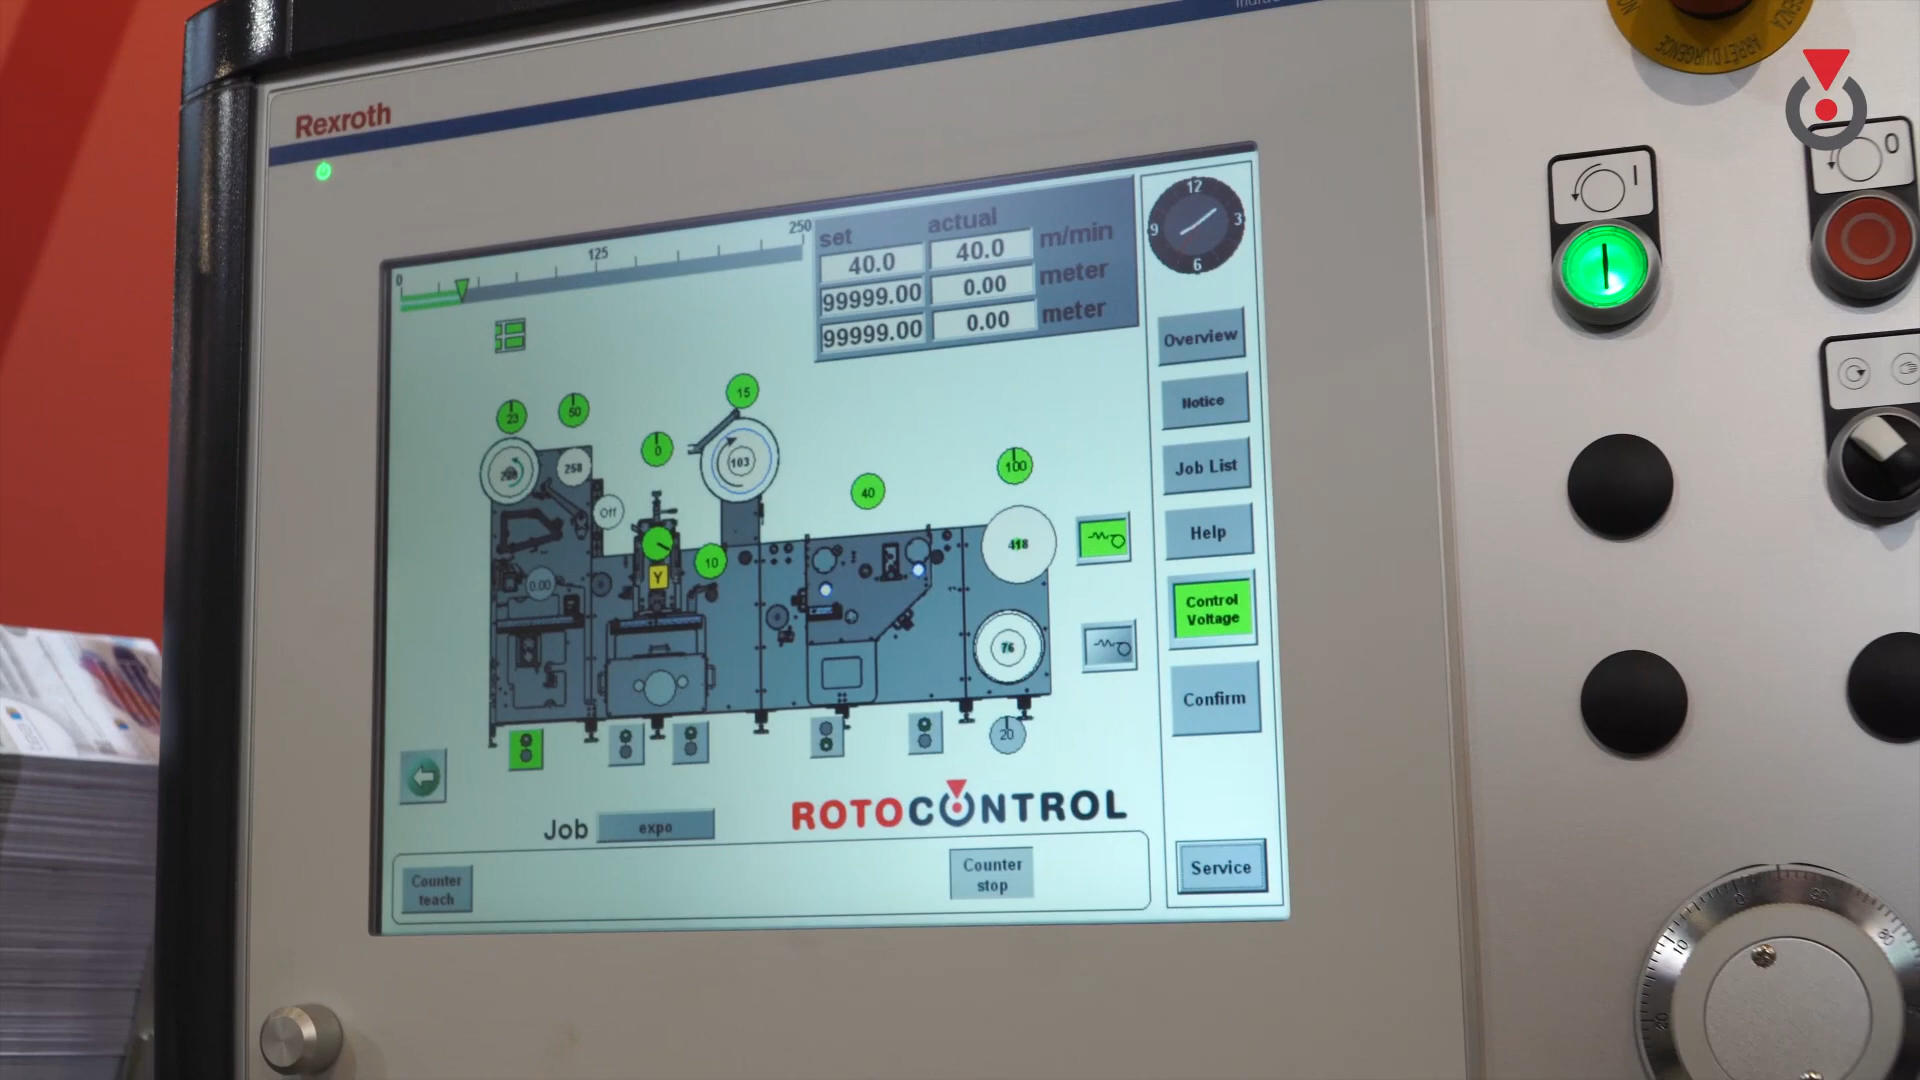 Rexroth
0 125 250
set actual
40.0 40.0 m/min
99999.00 0.00 meter
99999.00 0.00 meter
12
3
6
9
Overview
Notice
Job List
Help
Control
Voltage
Confirm
Service
23
50
0
15
258
103
Off
40
100
10
Y
0.00
418
76
20
Job expo
ROTOCONTROL
Counter
teach
Counter
stop
ARRET D'URGENCE
I
0